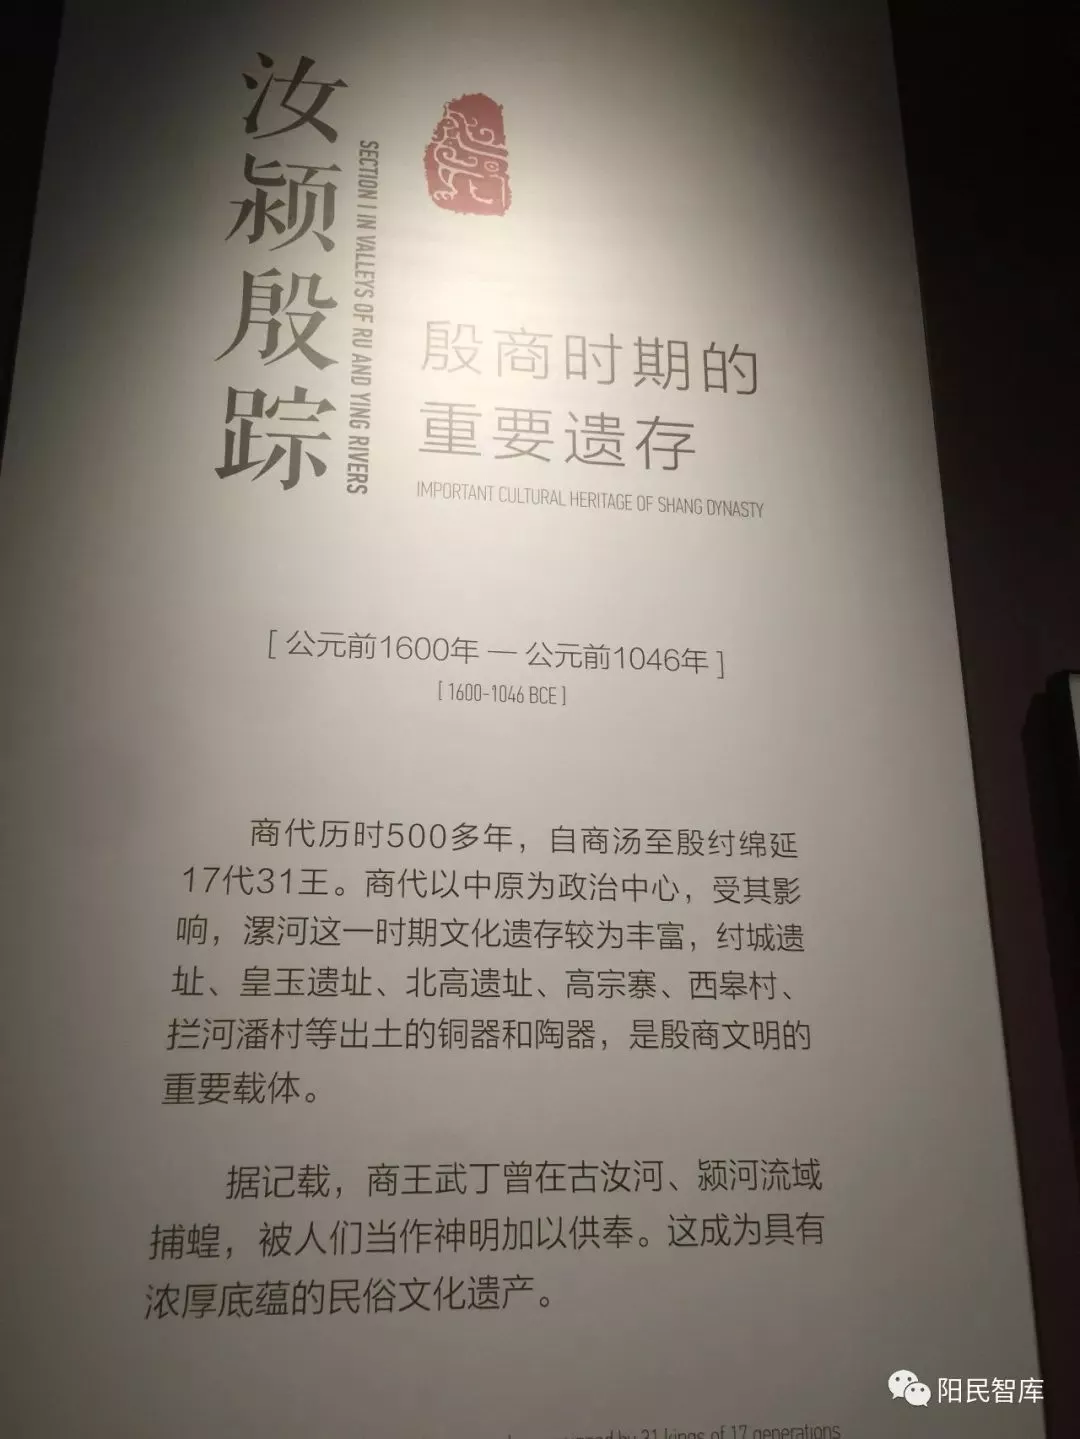 汝颍殷踪
SECTION I IN VALLEYS OF RU AND YING RIVERS
殷商时期的
重要遗存
IMPORTANT CULTURAL HERITAGE OF SHANG DYNASTY
[ 公元前1600年 — 公元前1046年 ]
[ 1600-1046 BCE ]
商代历时500多年，自商汤至殷纣绵延
17代31王。商代以中原为政治中心，受其影
响，漯河这一时期文化遗存较为丰富，纣城遗
址、皇玉遗址、北高遗址、高宗寨、西皋村、
拦河潘村等出土的铜器和陶器，是殷商文明的
重要载体。
据记载，商王武丁曾在古汝河、颍河流域
捕蝗，被人们当作神明加以供奉。这成为具有
浓厚底蕴的民俗文化遗产。
by 31 kings of 17 generations
阳民智库